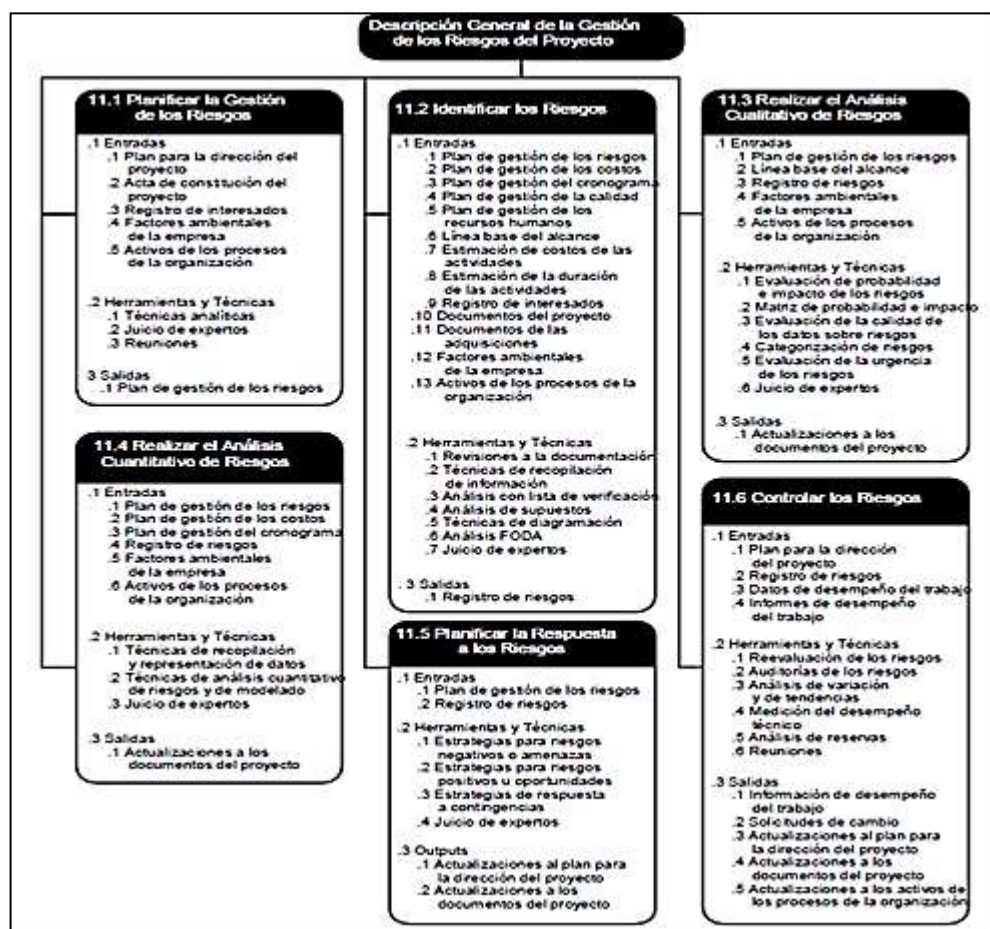 Descripción General de la Gestión
de los Riesgos del Proyecto
11.1 Planificar la Gestión
de los Riesgos
.1 Entradas
.1 Plan para la dirección del
proyecto
.2 Acta de constitución del
proyecto
.3 Registro de interesados
.4 Factores ambientales
de la empresa
.5 Activos de los procesos
de la organización
.2 Herramientas y Técnicas
.1 Técnicas analíticas
.2 Juicio de expertos
.3 Reuniones
.3 Salidas
.1 Plan de gestión de los riesgos
11.2 Identificar los Riesgos
.1 Entradas
.1 Plan de gestión de los riesgos
.2 Plan de gestión de los costos
.3 Plan de gestión del cronograma
.4 Plan de gestión de la calidad
.5 Plan de gestión de los
recursos humanos
.6 Línea base del alcance
.7 Estimación de costos de las
actividades
.8 Estimación de la duración
de las actividades
.9 Registro de interesados
.10 Documentos del proyecto
.11 Documentos de las
adquisiciones
.12 Factores ambientales
de la empresa
.13 Activos de los procesos de la
organización
.2 Herramientas y Técnicas
.1 Revisiones a la documentación
.2 Técnicas de recopilación
de información
.3 Análisis con lista de verificación
.4 Análisis de supuestos
.5 Técnicas de diagramación
.6 Análisis FODA
.7 Juicio de expertos
.3 Salidas
.1 Registro de riesgos
11.3 Realizar el Análisis
Cualitativo de Riesgos
.1 Entradas
.1 Plan de gestión de los riesgos
.2 Línea base del alcance
.3 Registro de riesgos
.4 Factores ambientales
de la empresa
.5 Activos de los procesos de
la organización
.2 Herramientas y Técnicas
.1 Evaluación de probabilidad
e impacto de los riesgos
.2 Matriz de probabilidad e impacto
.3 Evaluación de la calidad de
los datos sobre riesgos
.4 Categorización de riesgos
.5 Evaluación de la urgencia
de los riesgos
.6 Juicio de expertos
.3 Salidas
.1 Actualizaciones a los
documentos del proyecto
11.4 Realizar el Análisis
Cuantitativo de Riesgos
.1 Entradas
.1 Plan de gestión de los riesgos
.2 Plan de gestión de los costos
.3 Plan de gestión del cronograma
.4 Registro de riesgos
.5 Factores ambientales
de la empresa
.6 Activos de los procesos
de la organización
.2 Herramientas y Técnicas
.1 Técnicas de recopilación
y representación de datos
.2 Técnicas de análisis cuantitativo
de riesgos y de modelado
.3 Juicio de expertos
.3 Salidas
.1 Actualizaciones a los
documentos del proyecto
11.5 Planificar la Respuesta
a los Riesgos
.1 Entradas
.1 Plan de gestión de los riesgos
.2 Registro de riesgos
.2 Herramientas y Técnicas
.1 Estrategias para riesgos
negativos o amenazas
.2 Estrategias para riesgos
positivos u oportunidades
.3 Estrategias de respuesta
a contingencias
.4 Juicio de expertos
.3 Outputs
.1 Actualizaciones al plan para
la dirección del proyecto
.2 Actualizaciones a los
documentos del proyecto
11.6 Controlar los Riesgos
.1 Entradas
.1 Plan para la dirección
del proyecto
.2 Registro de riesgos
.3 Datos de desempeño del trabajo
.4 Informes de desempeño
del trabajo
.2 Herramientas y Técnicas
.1 Reevaluación de los riesgos
.2 Auditorías de los riesgos
.3 Análisis de variación
y de tendencias
.4 Medición del desempeño
técnico
.5 Análisis de reservas
.6 Reuniones
.3 Salidas
.1 Información de desempeño
del trabajo
.2 Solicitudes de cambio
.3 Actualizaciones al plan para
la dirección del proyecto
.4 Actualizaciones a los
documentos del proyecto
.5 Actualizaciones a los activos de
los procesos de la organización